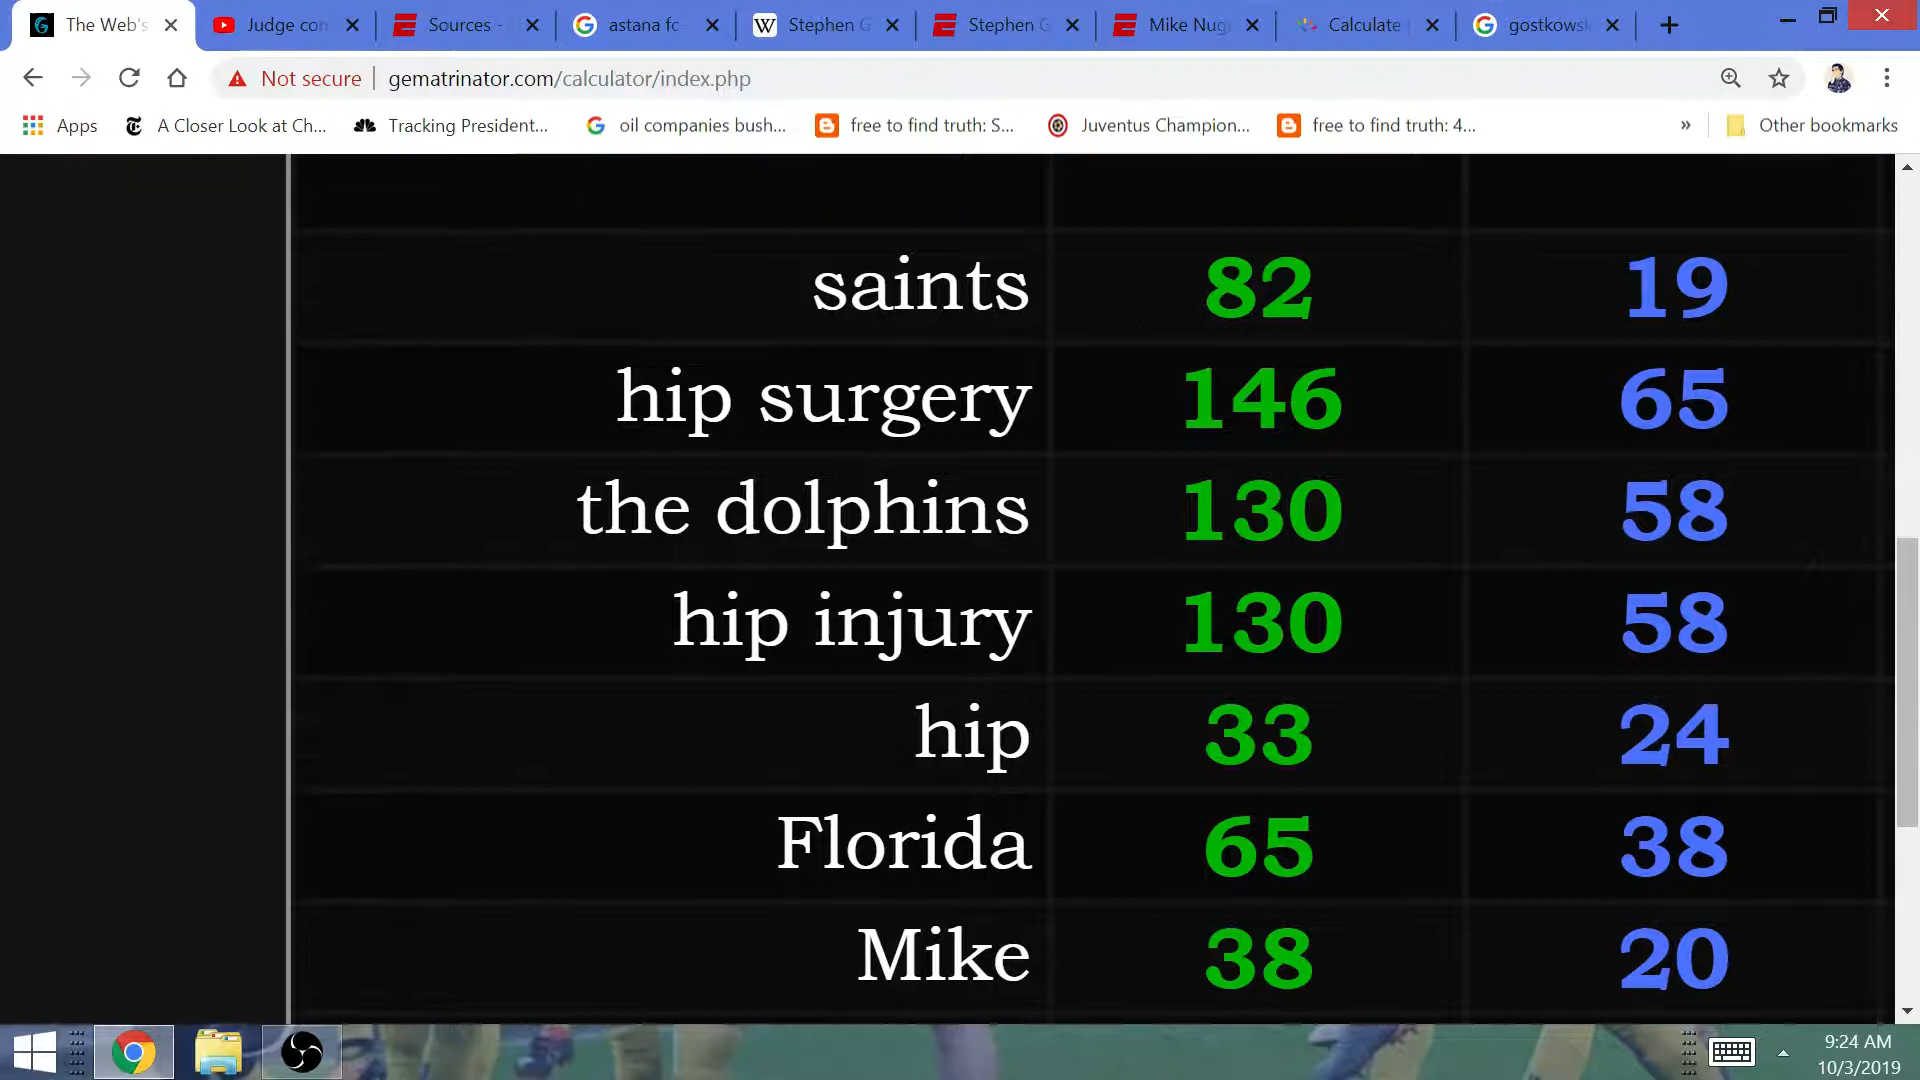 The Web's
Judge con
Sources -
astana fc
Stephen G
Stephen G
Mike Nug
Calculate
gostkowsk
Not secure
gematrinator.com/calculator/index.php
Apps
A Closer Look at Ch...
Tracking President...
oil companies bush...
free to find truth: S...
Juventus Champion...
free to find truth: 4...
»
Other bookmarks
saints 82 19
hip surgery 146 65
the dolphins 130 58
hip injury 130 58
hip 33 24
Florida 65 38
Mike 38 20
9:24 AM
10/3/2019